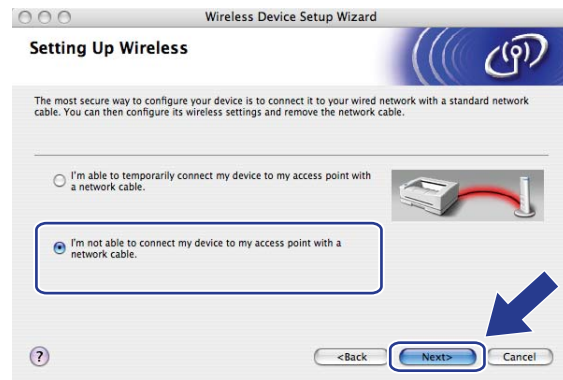 Wireless Device Setup Wizard
Setting Up Wireless
The most secure way to configure your device is to connect it to your wired network with a standard network
cable. You can then configure its wireless settings and remove the network cable.
I'm able to temporarily connect my device to my access point with
a network cable.
I'm not able to connect my device to my access point with a
network cable.
?
<Back
Next>
Cancel